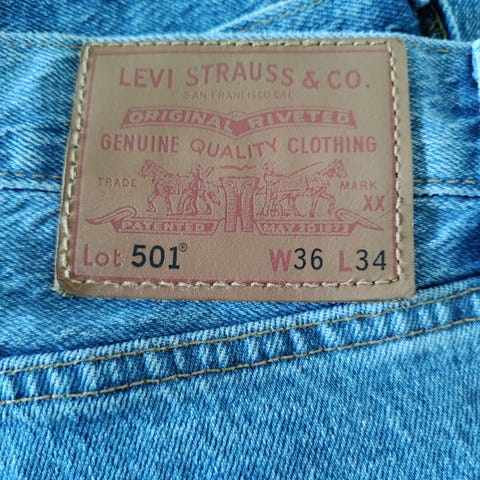 LEVI STRAUSS & CO.
SAN FRANCISCO, CAL.
ORIGINAL RIVETED
GENUINE QUALITY CLOTHING
TRADE MARK
XX
PATENTED MAY 20 1873
Lot 501® W36 L34